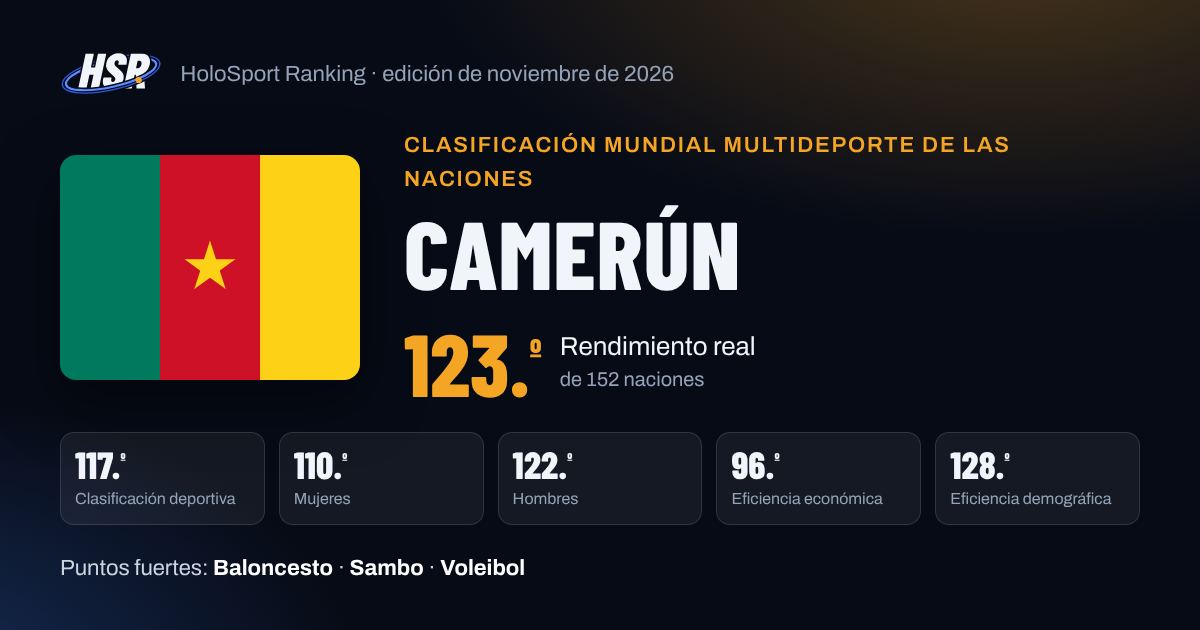 HSR
HoloSport Ranking · edición de noviembre de 2026
CLASIFICACIÓN MUNDIAL MULTIDEPORTE DE LAS
NACIONES
CAMERÚN
123.º Rendimiento real
de 152 naciones
117.º
Clasificación deportiva
110.º
Mujeres
122.º
Hombres
96.º
Eficiencia económica
128.º
Eficiencia demográfica
Puntos fuertes: Baloncesto · Sambo · Voleibol